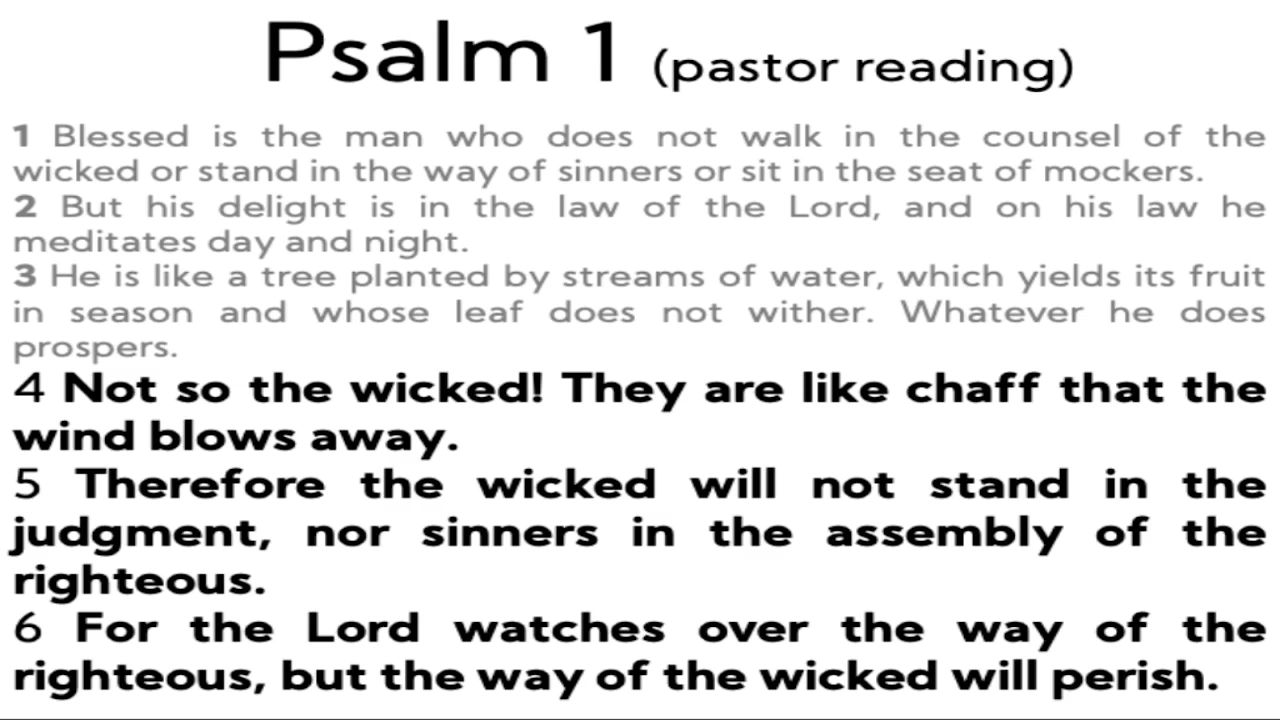 Psalm 1 (pastor reading)
1 Blessed is the man who does not walk in the counsel of the
wicked or stand in the way of sinners or sit in the seat of mockers.
2 But his delight is in the law of the Lord, and on his law he
meditates day and night.
3 He is like a tree planted by streams of water, which yields its fruit
in season and whose leaf does not wither. Whatever he does
prospers.
4 Not so the wicked! They are like chaff that the
wind blows away.
5 Therefore the wicked will not stand in the
judgment, nor sinners in the assembly of the
righteous.
6 For the Lord watches over the way of the
righteous, but the way of the wicked will perish.